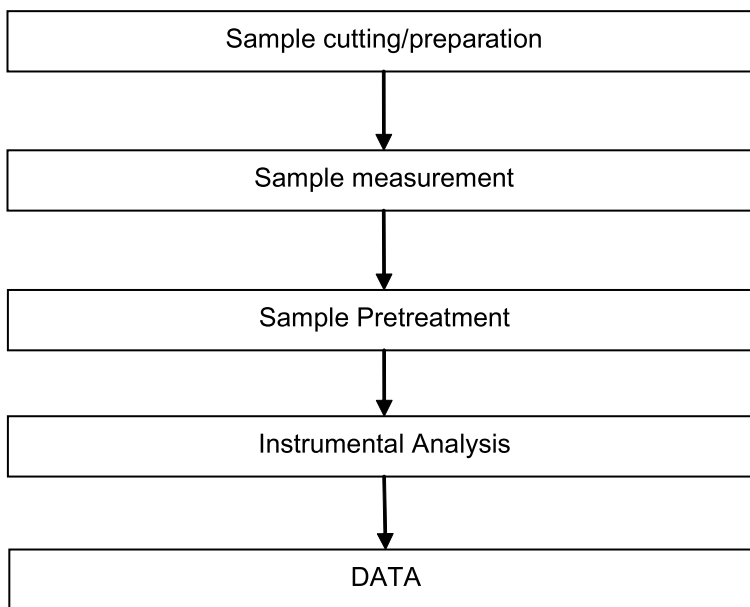 Sample cutting/preparation
Sample measurement
Sample Pretreatment
Instrumental Analysis
DATA